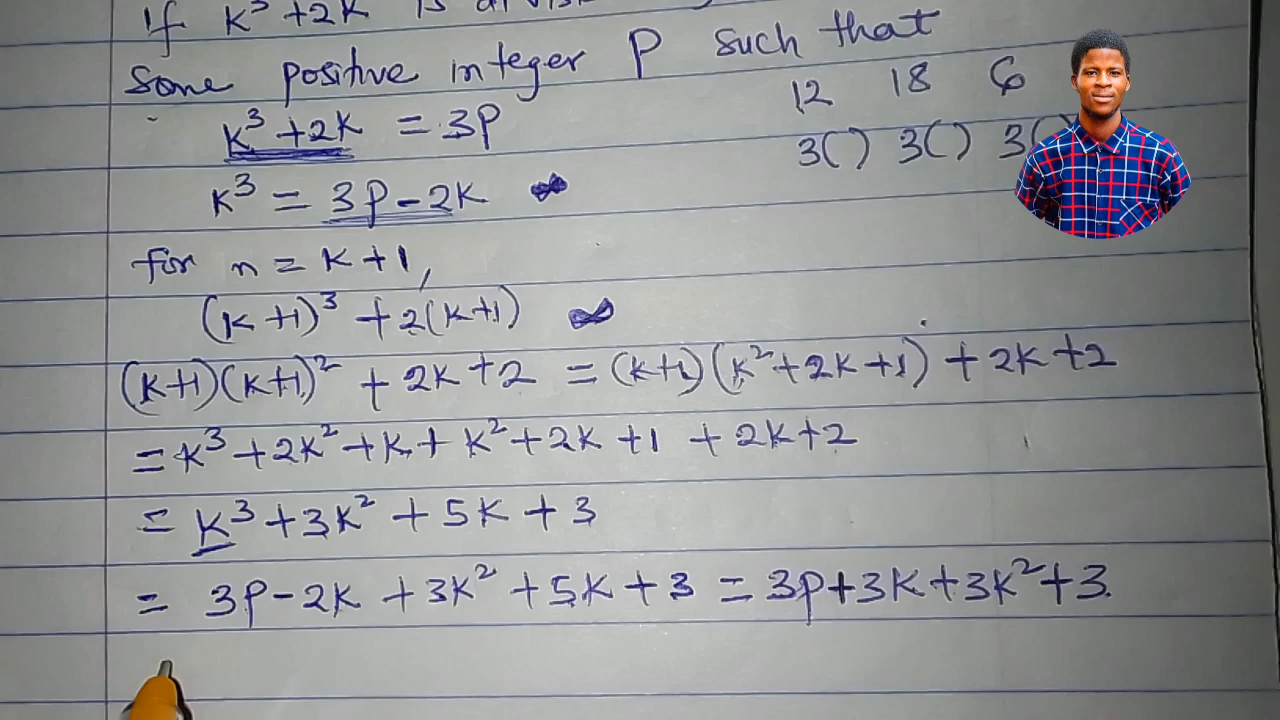 If k³ +2k is
some positive integer P such that
12 18 6
k³ +2k = 3p
3( ) 3( ) 3(
k³ = 3p-2k
for n = k+1,
(k+1)³ +2(k+1)
(k+1)(k+1)² + 2k+2 = (k+1)(k²+2k+1) + 2k+2
= k³ +2k² +k + k²+2k +1 + 2k+2
= k³ +3k² + 5k + 3
= 3p-2k +3k² +5k +3 = 3p+3k+3k²+3.